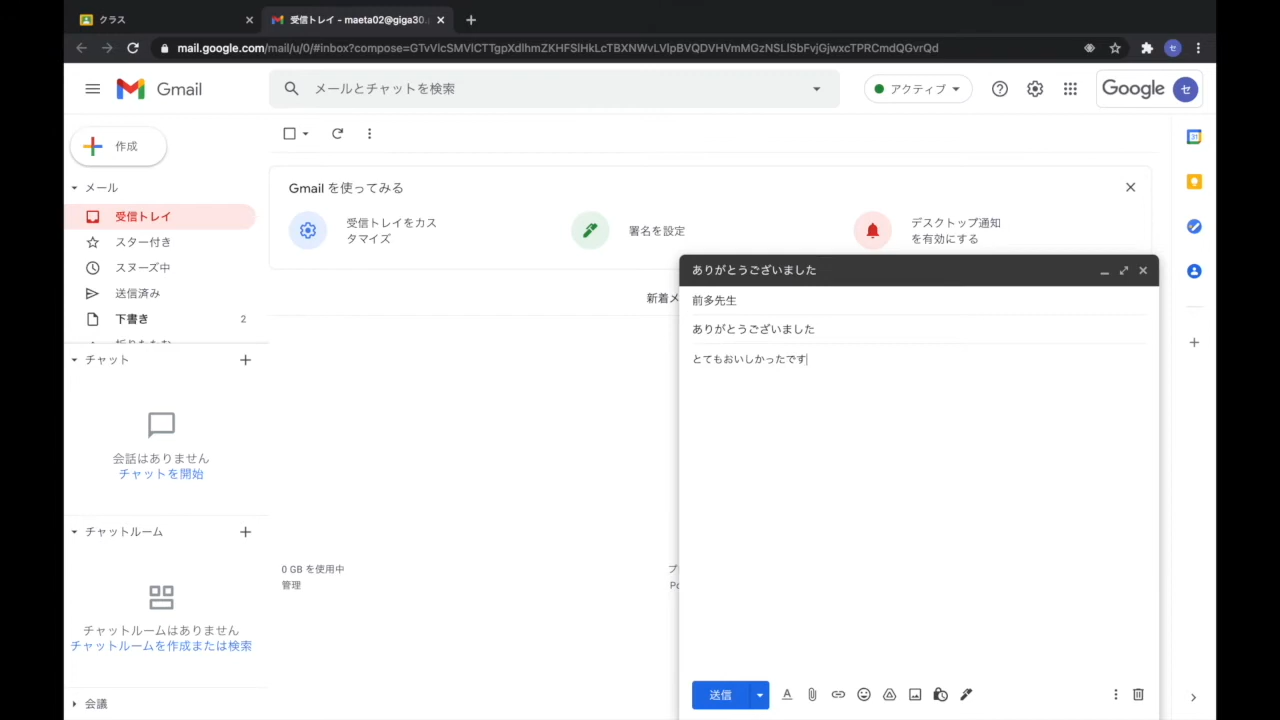 クラス
受信トレイ - maeta02@giga30.
mail.google.com/mail/u/0/#inbox?compose=GTvVlcSMVlCTTgpXdlhmZKHFSlHkLcTBXNWvLVlpBVQDVHVmMGzNSLlSbFvjGjwxcTPRCmdQGvrQd
セ
Gmail
メールとチャットを検索
アクティブ
Google
セ
作成
メール
受信トレイ
スター付き
スヌーズ中
送信済み
下書き 2
チャット
会話はありません
チャットを開始
チャットルーム
チャットルームはありません
チャットルームを作成または検索
会議
Gmail を使ってみる
受信トレイをカス
タマイズ
署名を設定
デスクトップ通知
を有効にする
新着メ
0 GB を使用中
管理
プ
Po
ありがとうございました
前多先生
ありがとうございました
とてもおいしかったです
送信
31